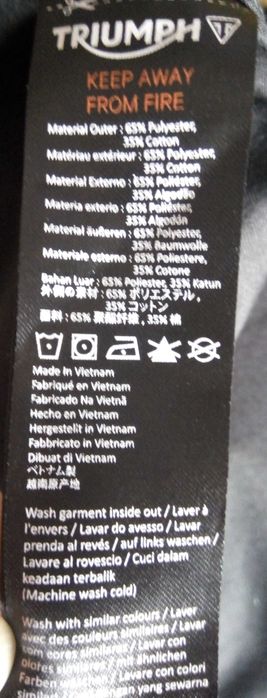 TRIUMPH
KEEP AWAY
FROM FIRE
Material Outer : 65% Polyester,
35% Cotton
Matériau extérieur : 65% Polyester,
35% Cotton
Material Externo : 65% Poliéster,
35% Algodão
Materia exterio : 65% Poliéster,
35% Algodón
Material äußeren : 65% Polyester,
35% Baumwolle
Materiale esterno : 65% Poliestere,
35% Cotone
Bahan Luar : 65% Poliester, 35% Katun
外側の素材 : 65% ポリエステル,
35% コットン
面料 : 65% 聚酯纤维, 35% 棉
Made In Vietnam
Fabriqué en Vietnam
Fabricado Na Vietnã
Hecho en Vietnam
Hergestellt in Vietnam
Fabbricato in Vietnam
Dibuat di Vietnam
ベトナム製
越南原产地
Wash garment inside out / Laver à
l'envers / Lavar do avesso / Lavar
prenda al revés / auf links waschen /
Lavare al rovescio / Cuci dalam
keadaan terbalik
(Machine wash cold)
Wash with similar colours / Laver
avec des couleurs similaires / Lavar
com cores similares / Lavar con
olores similares / mit ähnlichen
Farben waschen / Lavare con colori
simili yang sewarna